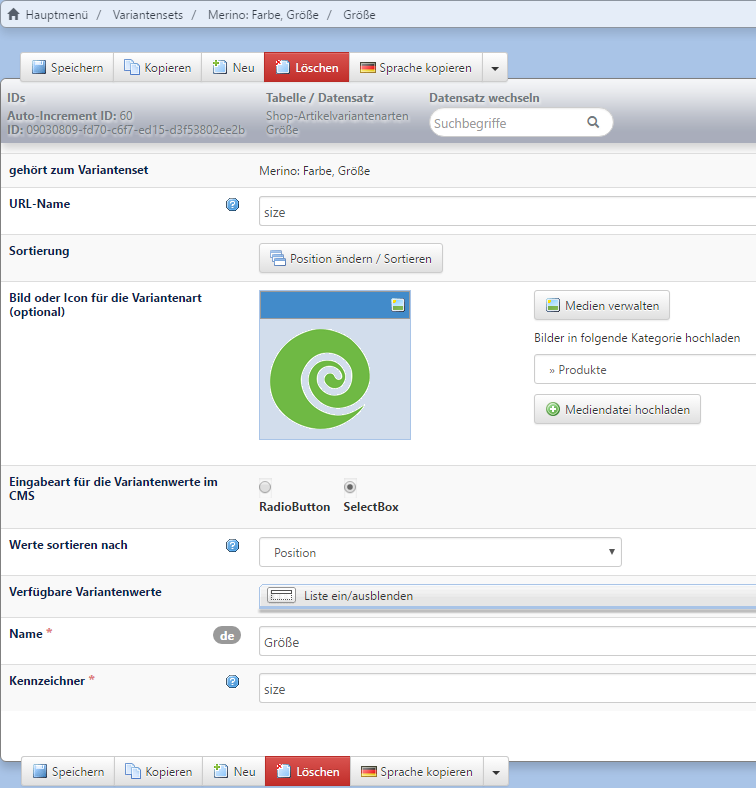 Hauptmenü / Variantensets / Merino: Farbe, Größe / Größe
Speichern Kopieren Neu Löschen Sprache kopieren
IDs Tabelle / Datensatz Datensatz wechseln
Auto-Increment ID: 60 Shop-Artikelvariantenarten Suchbegriffe
ID: 09030809-fd70-c6f7-ed15-d3f53802ee2b Größe
gehört zum Variantenset Merino: Farbe, Größe
URL-Name ? size
Sortierung Position ändern / Sortieren
Bild oder Icon für die Variantenart Medien verwalten
(optional)
Bilder in folgende Kategorie hochladen
» Produkte
Mediendatei hochladen
Eingabeart für die Variantenwerte im
CMS
RadioButton SelectBox
Werte sortieren nach ? Position
Verfügbare Variantenwerte Liste ein/ausblenden
Name * de Größe
Kennzeichner * ? size
Speichern Kopieren Neu Löschen Sprache kopieren